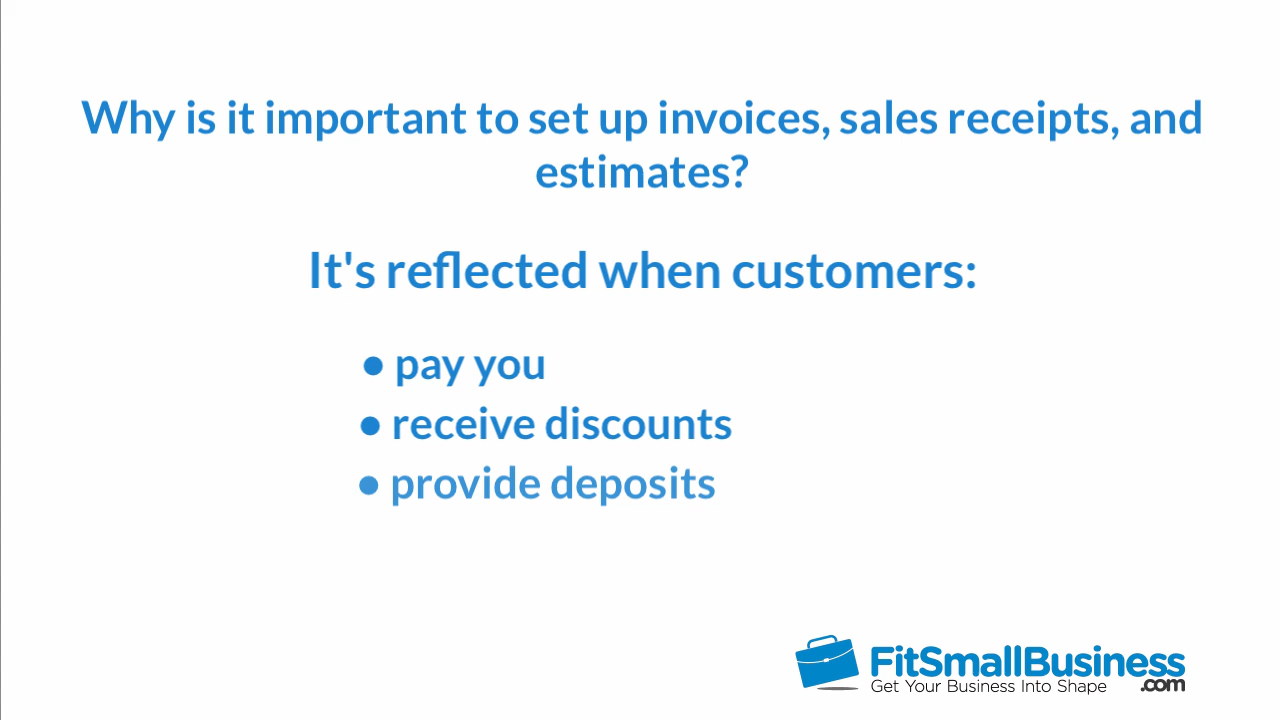 Why is it important to set up invoices, sales receipts, and
estimates?
It's reflected when customers:
• pay you
• receive discounts
• provide deposits
FitSmallBusiness
Get Your Business Into Shape .com